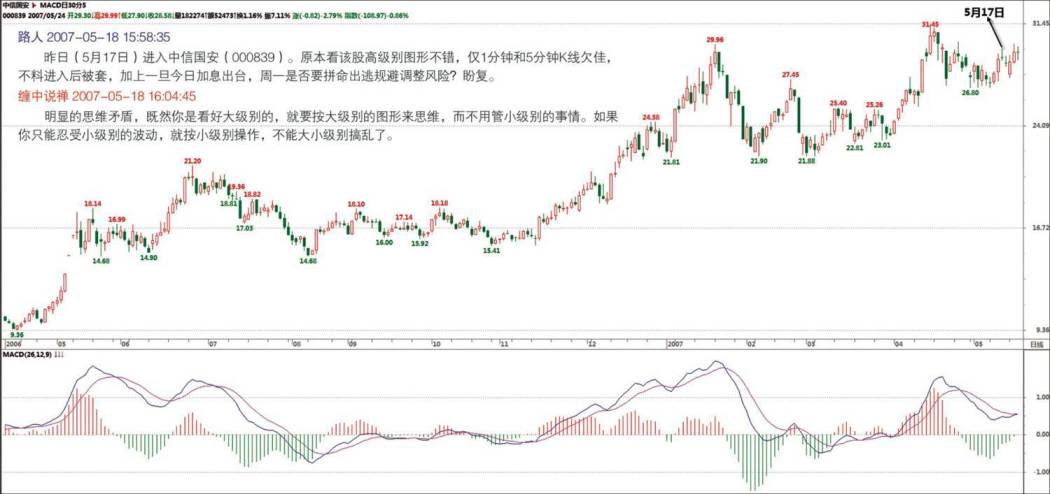 中信国安 ▶ MACD日30分5
000839 2007/05/24 开29.30↓高29.99↑低27.90↓收28.58↓量182274↑额52473↑换1.16% 振7.11% 涨(-0.82) -2.79% 指数(-108.97) -0.86%
5月17日
路人 2007-05-18 15:58:35
昨日（5月17日）进入中信国安（000839）。原本看该股高级别图形不错，仅1分钟和5分钟K线欠佳，
不料进入后被套，加上一旦今日加息出台，周一是否要拼命出逃规避调整风险？盼复。
缠中说禅 2007-05-18 16:04:45
明显的思维矛盾，既然你是看好大级别的，就要按大级别的图形来思维，而不用管小级别的事情。如果
你只能忍受小级别的波动，就按小级别操作，不能大小级别搞乱了。
31.45 31.45
29.96
27.45
26.80
24.58 25.40 25.26 24.09
21.81 21.90 21.88 22.81 23.01
21.20
19.36
18.14 16.99 18.81 18.82 18.10 17.14 18.18
17.03 16.72
14.68 14.90 14.68 16.00 15.92 15.41
9.36 9.36
2006 05 06 07 08 09 10 11 12 2007 02 03 04 05 日线
MACD(26,12,9) ↓↓↓
1.00
0.00
-1.00